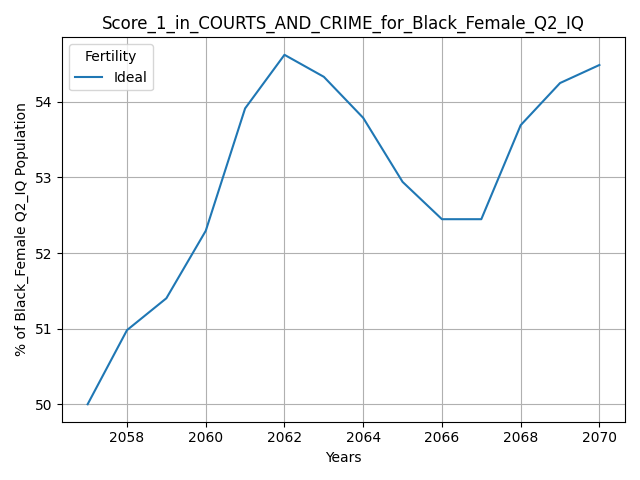 Score_1_in_COURTS_AND_CRIME_for_Black_Female_Q2_IQ
Fertility
Ideal
% of Black_Female Q2_IQ Population
54
53
52
51
50
2058 2060 2062 2064 2066 2068 2070
Years